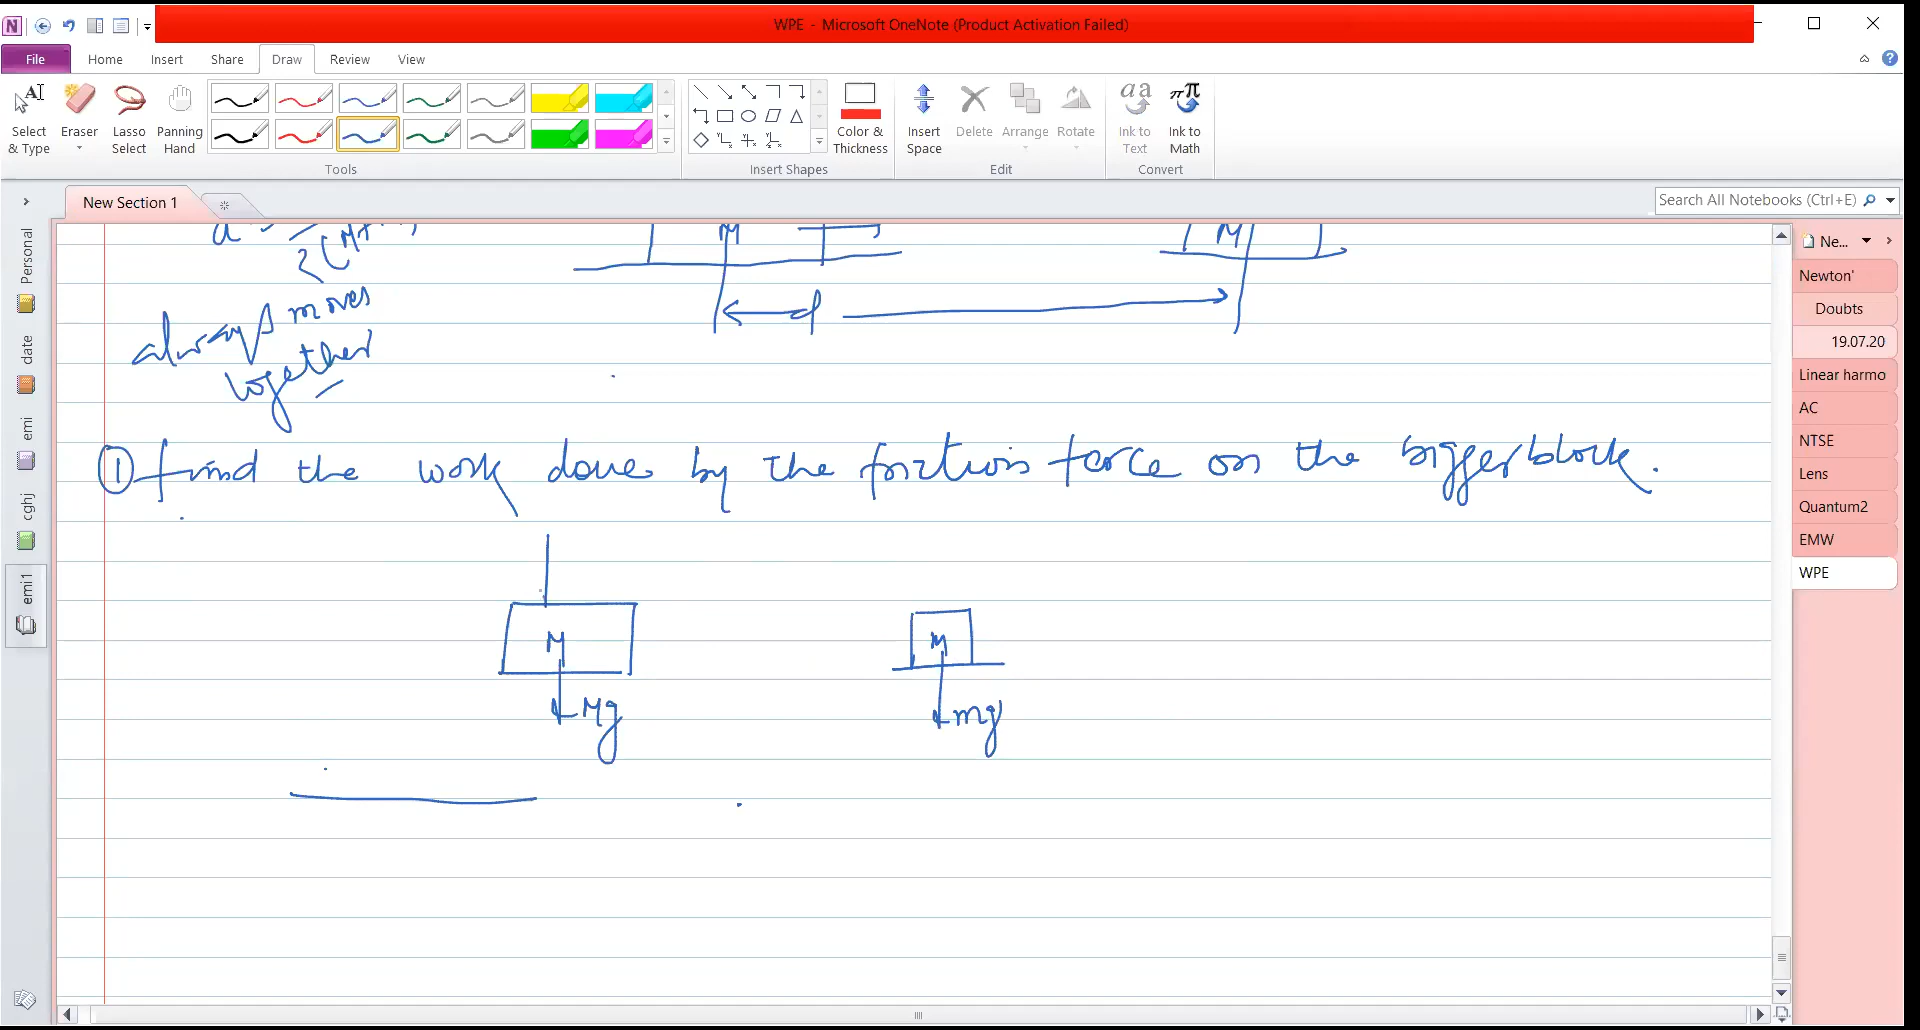 WPE - Microsoft OneNote (Product Activation Failed)
File Home Insert Share Draw Review View
Select & Type
Eraser
Lasso Select
Panning Hand
Color & Thickness
Insert Space
Delete
Arrange
Rotate
Ink to Text
Ink to Math
Tools
Insert Shapes
Edit
Convert
New Section 1
Search All Notebooks (Ctrl+E)
Personal
date
emi
cghj
emi1
Ne...
Newton'
Doubts
19.07.20
Linear harmo
AC
NTSE
Lens
Quantum2
EMW
WPE
M
M
d
always moves
together
① find the work done by the friction force on the bigger block.
M
Mg
M
mg